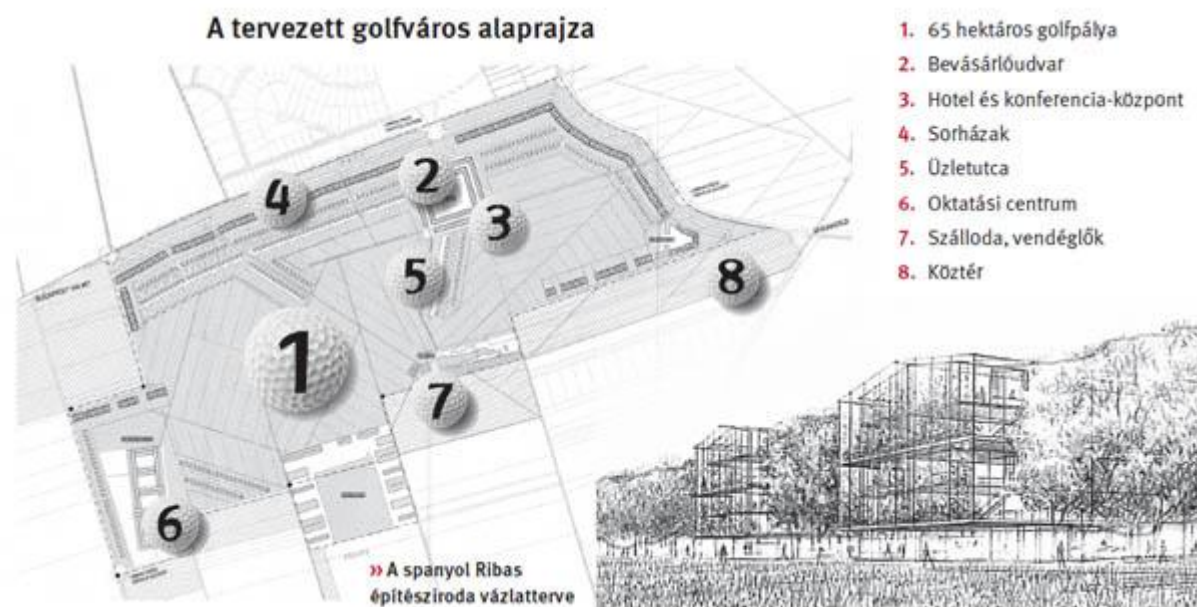 A tervezett golfváros alaprajza
1. 65 hektáros golfpálya
2. Bevásárlóudvar
3. Hotel és konferencia-központ
4. Sorházak
5. Üzletutca
6. Oktatási centrum
7. Szálloda, vendéglők
8. Köztér
4
2
3
5
8
1
7
6
» A spanyol Ribas
építésziroda vázlatterve